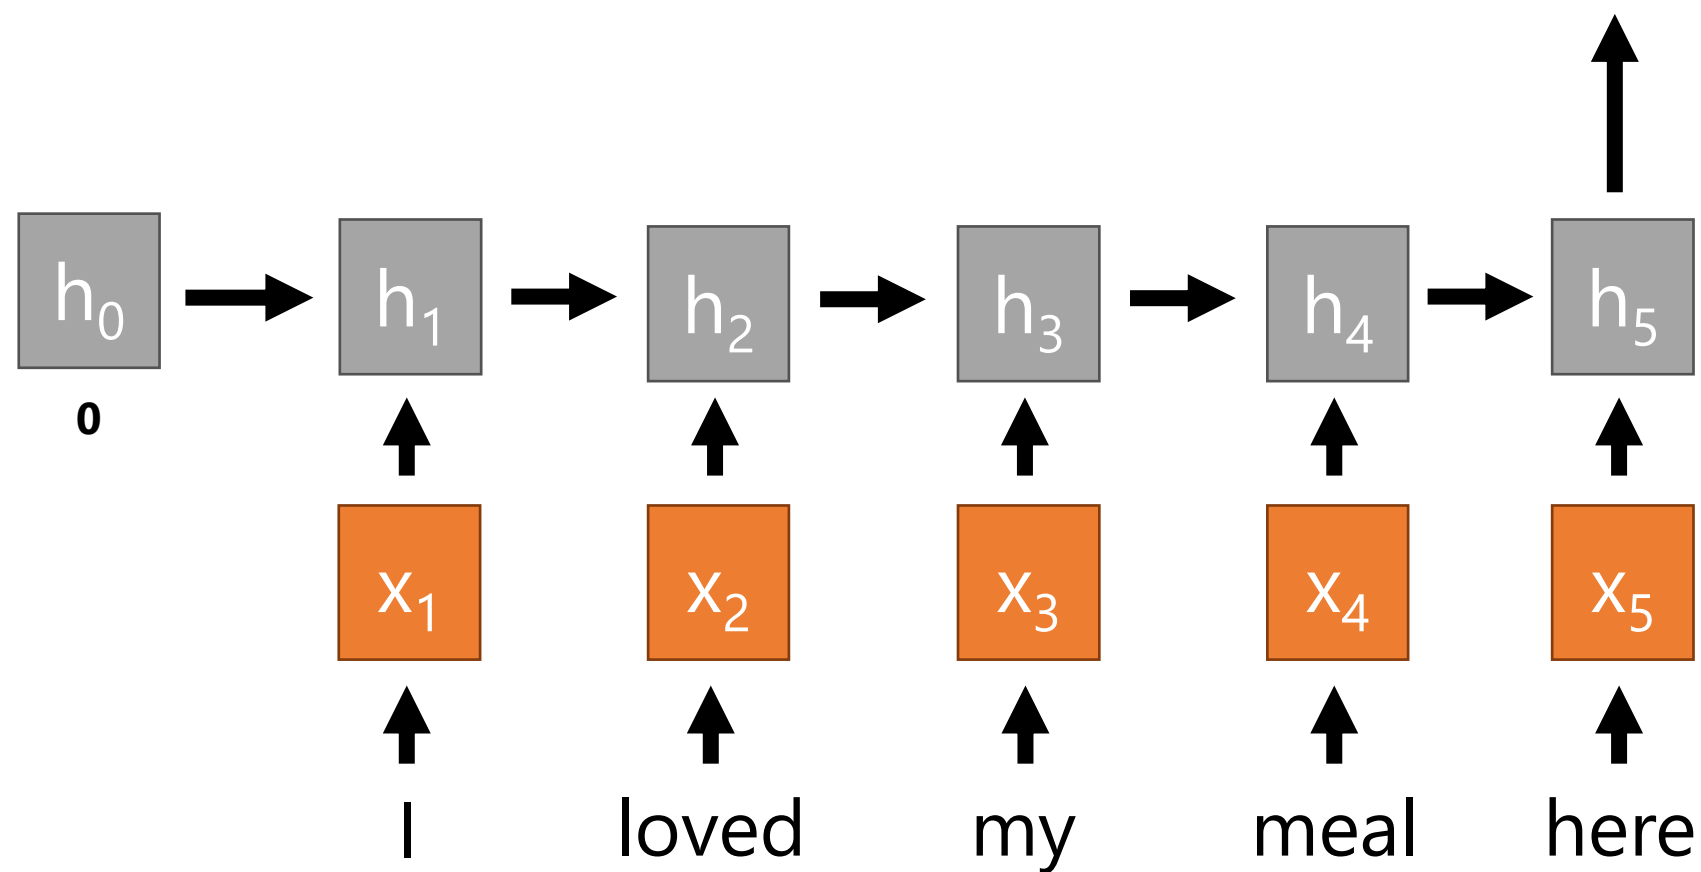 h₀ h₁ h₂ h₃ h₄ h₅
0
x₁ x₂ x₃ x₄ x₅
I loved my meal here